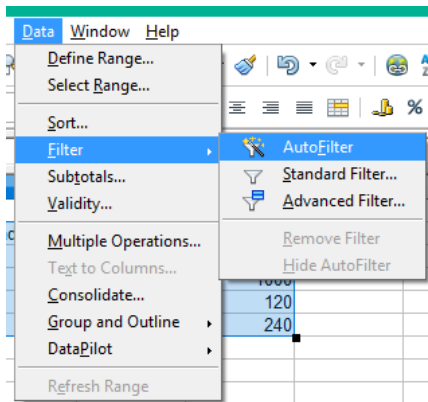 Data Window Help
Define Range...
Select Range...
Sort...
Filter
AutoFilter
Standard Filter...
Advanced Filter...
Remove Filter
Hide AutoFilter
Subtotals...
Validity...
Multiple Operations...
Text to Columns...
Consolidate...
Group and Outline
DataPilot
Refresh Range
%
120
240